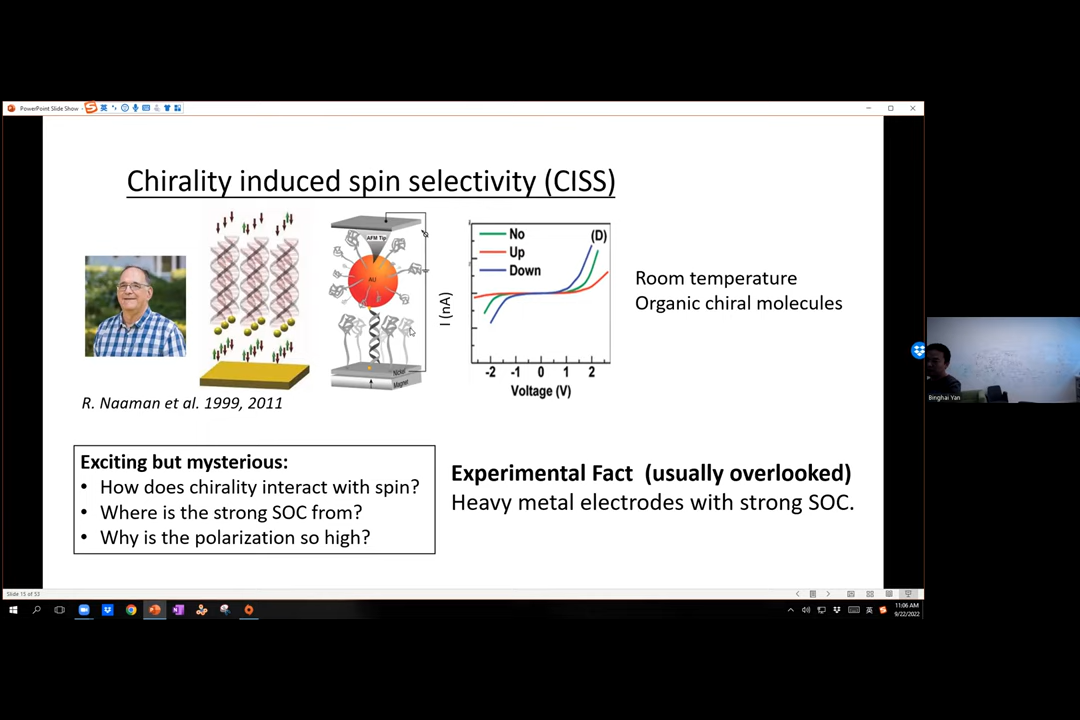 PowerPoint Slide Show -
英
Chirality induced spin selectivity (CISS)
AFM Tip
AU
Nickel
Magnet
I (nA)
No
Up
Down
(D)
-2 -1 0 1 2
Voltage (V)
Room temperature
Organic chiral molecules
R. Naaman et al. 1999, 2011
Exciting but mysterious:
• How does chirality interact with spin?
• Where is the strong SOC from?
• Why is the polarization so high?
Experimental Fact (usually overlooked)
Heavy metal electrodes with strong SOC.
Binghai Yan
Slide 15 of 53
英
11:06 AM
9/22/2022